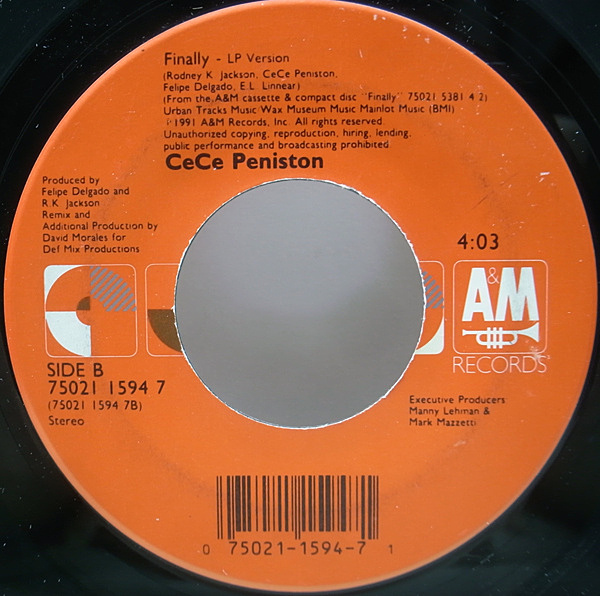 Finally - LP Version
(Rodney K. Jackson, CeCe Peniston,
Felipe Delgado, E.L. Linnear)
(From the A&M cassette & compact disc "Finally" 75021 5381 4 2)
Urban Tracks Music/Wax Museum Music Mainlot Music (BMI)
℗1991 A&M Records, Inc. All rights reserved.
Unauthorized copying, reproduction, hiring, lending,
public performance and broadcasting prohibited.
CeCe Peniston
Produced by
Felipe Delgado and
R.K. Jackson
Remix and
Additional Production by
David Morales for
Def Mix Productions
4:03
A&M
RECORDS
SIDE B
75021 1594 7
(75021 1594 7B)
Stereo
Executive Producers:
Manny Lehman &
Mark Mazzetti
0 75021-1594-7 1